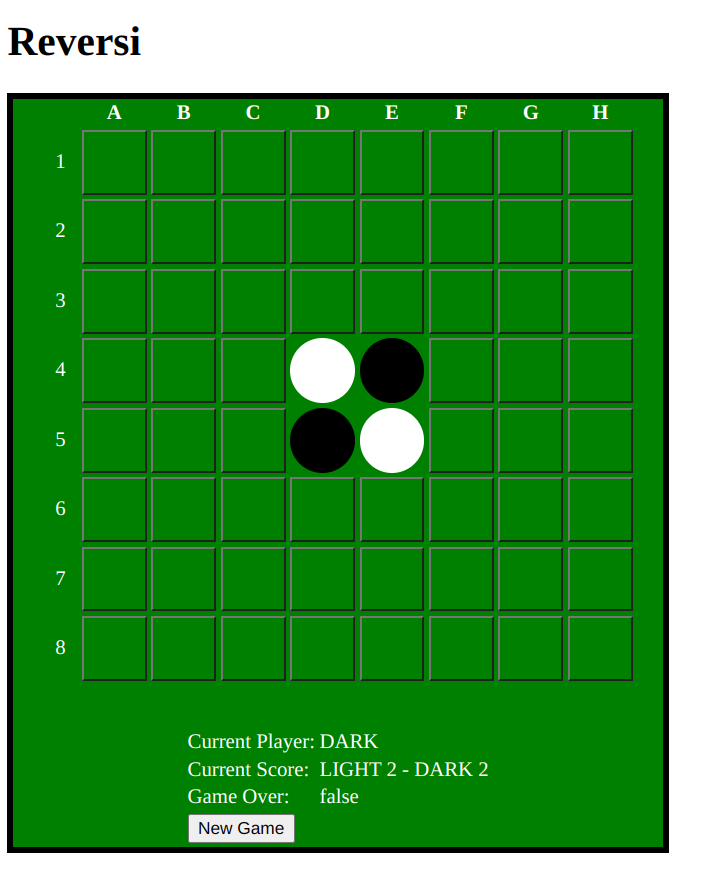 Reversi
A B C D E F G H
1
2
3
4
5
6
7
8
Current Player: DARK
Current Score: LIGHT 2 - DARK 2
Game Over: false
New Game